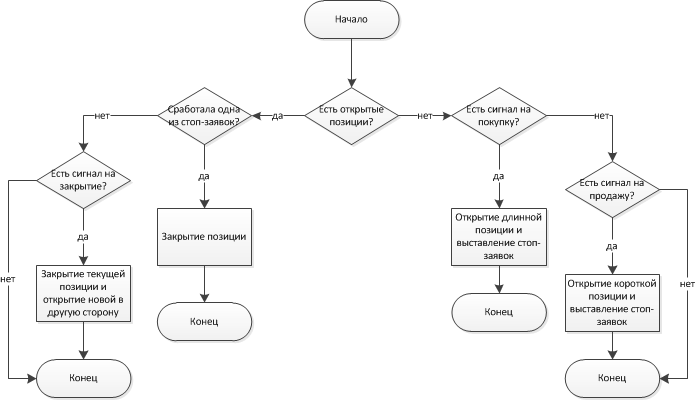 Начало
Сработала одна
из стоп-заявок?
да
Есть открытые
позиции?
нет
Есть сигнал на
покупку?
нет
нет
Есть сигнал на
закрытие?
да
да
Есть сигнал на
продажу?
Закрытие позиции
Открытие длинной
позиции и
выставление стоп-
заявок
да
да
нет
Закрытие текущей
позиции и
открытие новой в
другую сторону
Конец
Конец
Открытие короткой
позиции и
выставление стоп-
заявок
нет
Конец
Конец